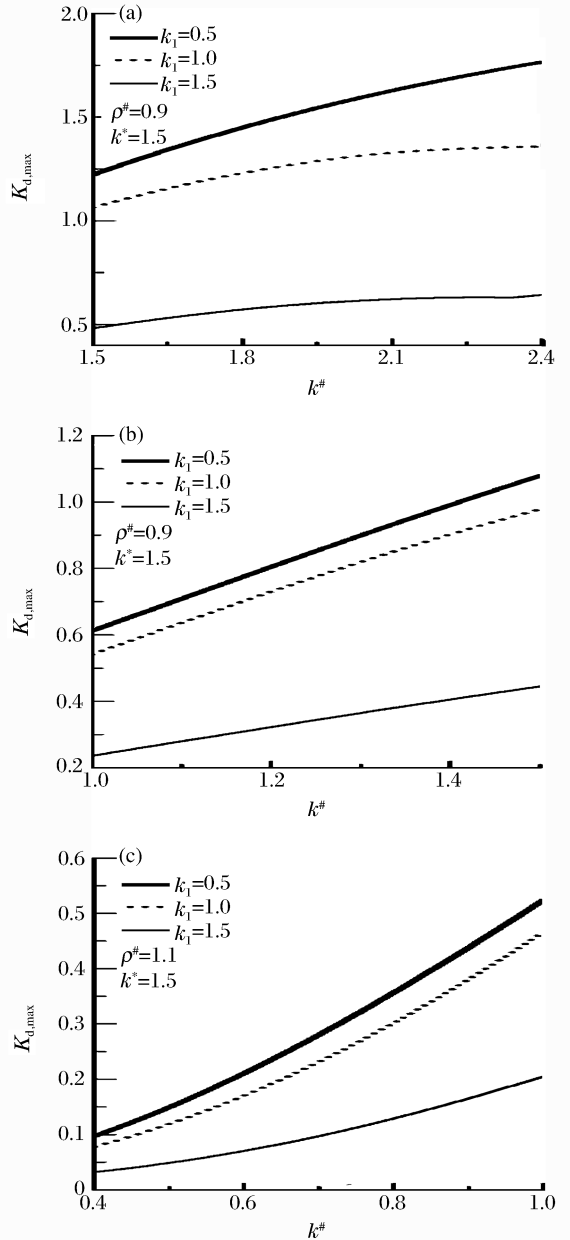 (a)
2.0
k₁=0.5
k₁=1.0
k₁=1.5
1.75
ρ#=0.9
k*=1.5
1.5
1.0
0.5
K_d,max
1.5 1.8 2.1 2.4
k#
(b)
1.2
k₁=0.5
k₁=1.0
1.0
k₁=1.5
ρ#=0.9
k*=1.5
0.8
0.6
0.4
0.2
K_d,max
1.0 1.2 1.4
k#
(c)
0.6
k₁=0.5
k₁=1.0
0.5
k₁=1.5
ρ#=1.1
0.4
k*=1.5
0.3
0.2
0.1
0
K_d,max
0.4 0.6 0.8 1.0
k#